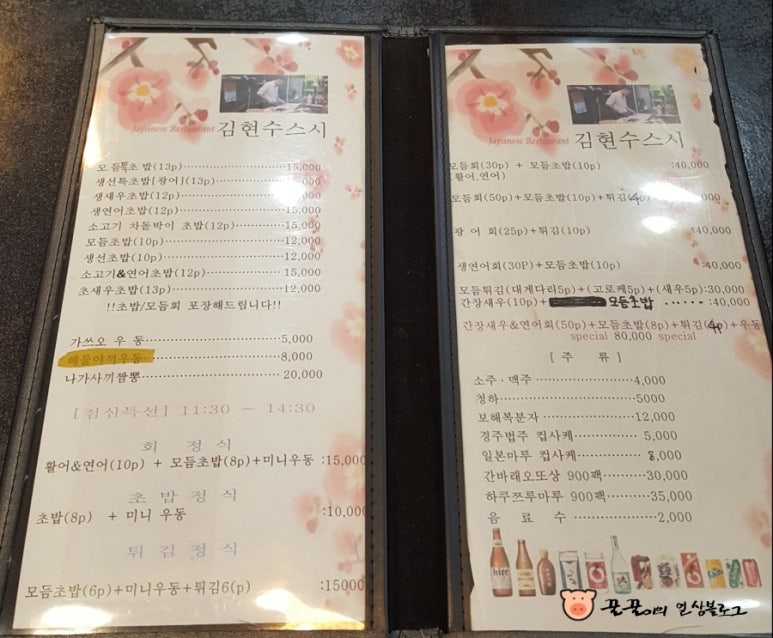 Japanese Restaurant 김현수스시
모듬특초밥(13p) 15,000
생선특초밥[광어](13p)
생새우초밥(12p)
생연어초밥(12p) 15,000
소고기 차돌박이 초밥(12p) 15,000
모듬초밥(10p) 12,000
생선초밥(10p) 12,000
소고기&연어초밥(12p) 15,000
초새우초밥(13p) 12,000
!!초밥/모듬회 포장해드립니다!!
가쓰오 우동 5,000
해물야끼우동 8,000
나가사끼짬뽕 20,000
[점심특선] 11:30 ~ 14:30
회 정식
활어&연어(10p) + 모듬초밥(8p)+미니우동 :15,000
초밥정식
초밥(8p) + 미니 우동 :10,000
튀김정식
모듬초밥(6p)+미니우동+튀김6(p) :15000
Japanese Restaurant 김현수스시
모듬회(30p) + 모듬초밥(10p) :40,000
(활어.연어)
모듬회(50p)+모듬초밥(10p)+튀김(4p)
광어 회(25p)+튀김(10p) :40,000
생연어회(30P)+모듬초밥(10p) :40,000
모듬튀김(대게다리5p)+(고로케5p)+(새우5p):30,000
간장새우(10p)+ 모듬초밥 :40,000
간장새우&연어회(50p)+모듬초밥(8p)+튀김(4p)+우동
special 80,000 special
[주 류]
소주·맥주 4,000
청하 5000
보해복분자 12,000
경주법주 컵사케 5,000
일본마루 컵사케 8,000
간바레오또상 900팩 30,000
하쿠쯔루마루 900팩 35,000
음 료 수 2,000
hite
꿀꿀이의 일상블로그